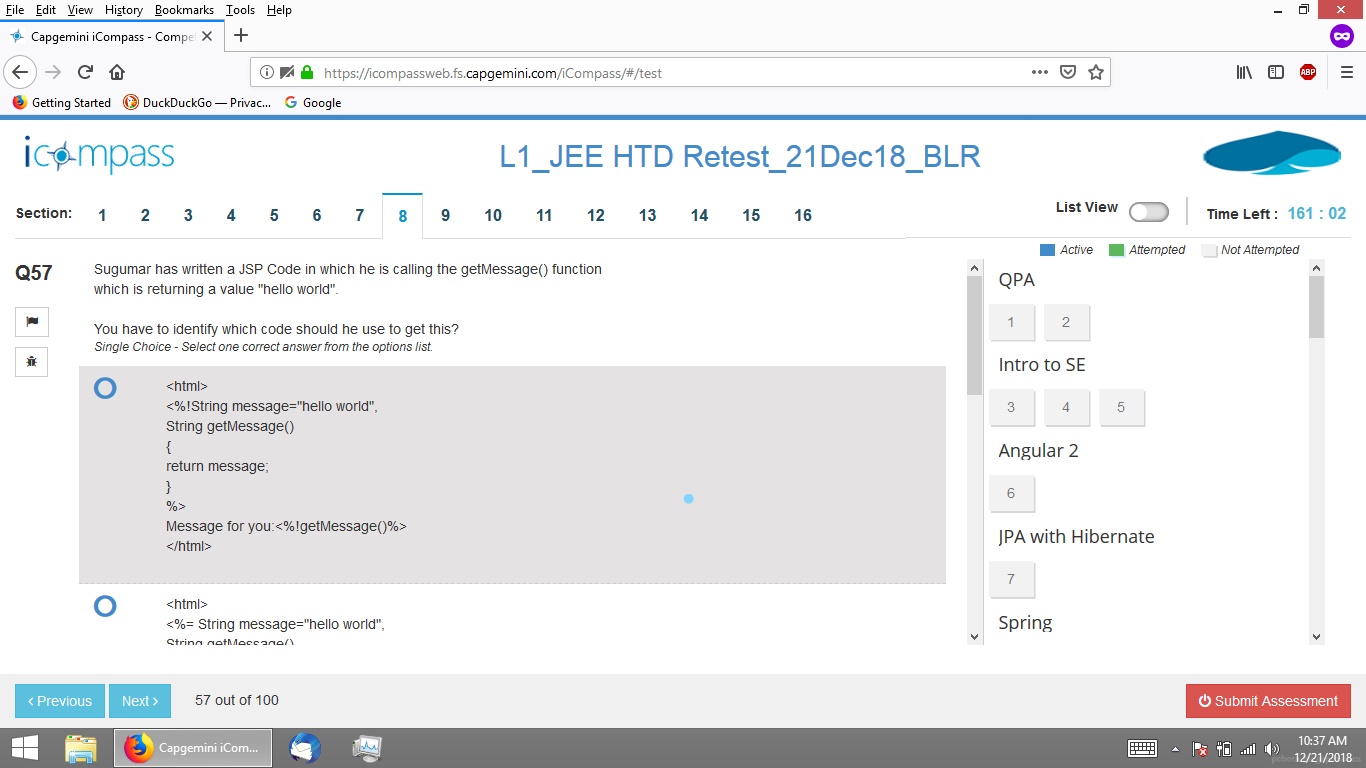 File Edit View History Bookmarks Tools Help
Capgemini iCompass - Compe
https://icompassweb.fs.capgemini.com/iCompass/#/test
ABP
Getting Started DuckDuckGo — Privac... Google
icompass
L1_JEE HTD Retest_21Dec18_BLR
Section: 1 2 3 4 5 6 7 8 9 10 11 12 13 14 15 16
List View
Time Left : 161 : 02
Active Attempted Not Attempted
Q57
Sugumar has written a JSP Code in which he is calling the getMessage() function
which is returning a value "hello world".
You have to identify which code should he use to get this?
Single Choice - Select one correct answer from the options list.
<html>
<%!String message="hello world",
String getMessage()
{
return message;
}
%>
Message for you:<%!getMessage()%>
</html>
<html>
<%= String message="hello world",
String getMessage()
QPA
1 2
Intro to SE
3 4 5
Angular 2
6
JPA with Hibernate
7
Spring
Previous Next 57 out of 100
Submit Assessment
Capgemini iCom...
10:37 AM
12/21/2018